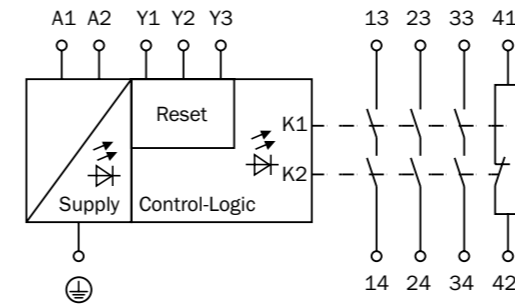 A1 A2 Y1 Y2 Y3 13 23 33 41
Reset
K1
K2
Supply Control-Logic
14 24 34 42